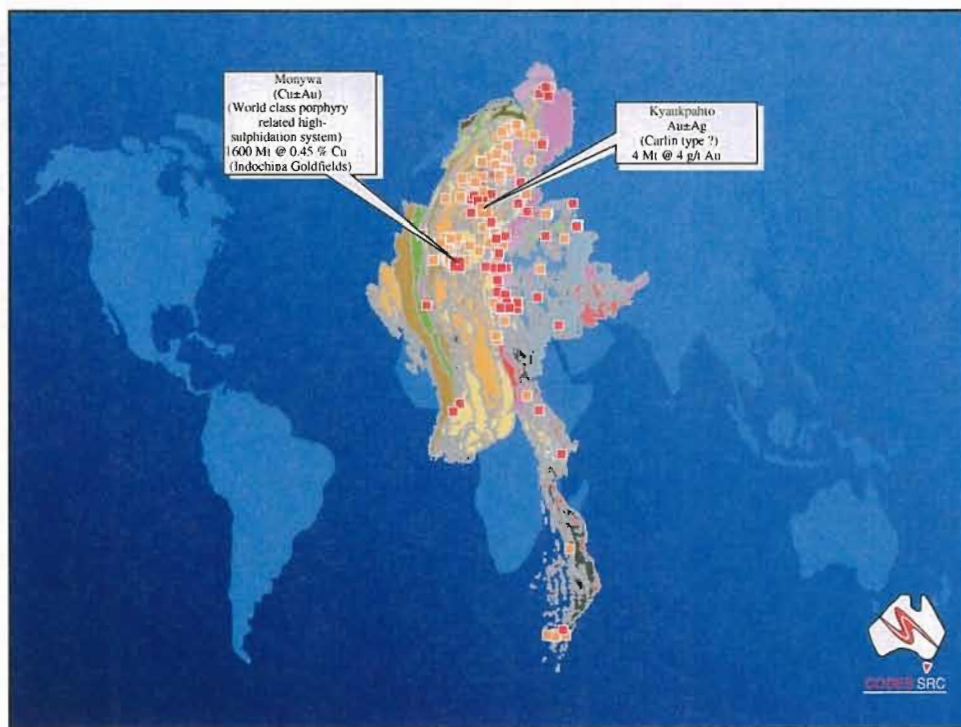 Monywa
(Cu±Au)
(World class porphyry
related high-
sulphidation system)
1600 Mt @ 0.45 % Cu
(Indochina Goldfields)
Kyaukpahto
Au±Ag
(Carlin type ?)
4 Mt @ 4 g/t Au
CODES SRC